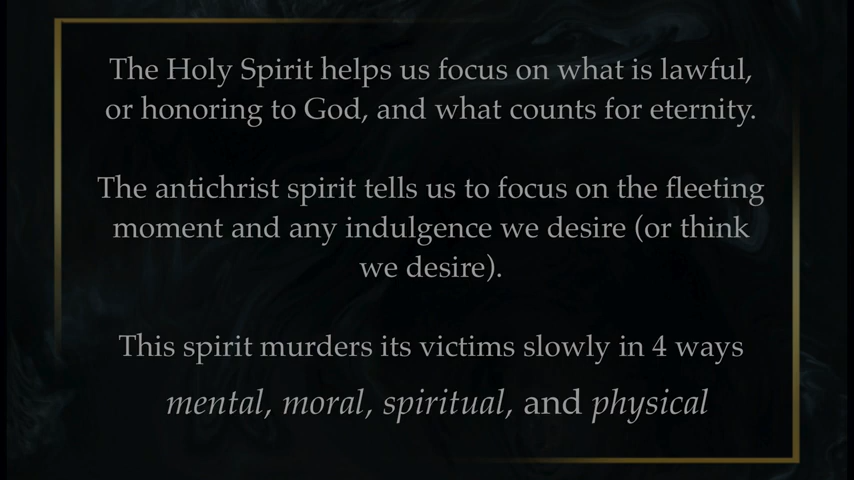 The Holy Spirit helps us focus on what is lawful,
or honoring to God, and what counts for eternity.
The antichrist spirit tells us to focus on the fleeting
moment and any indulgence we desire (or think
we desire).
This spirit murders its victims slowly in 4 ways
mental, moral, spiritual, and physical